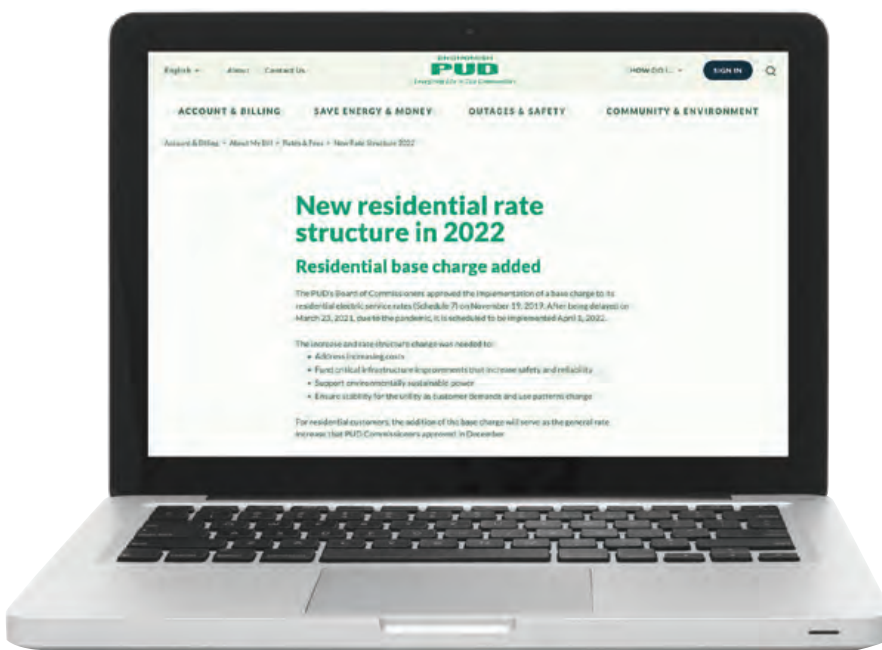 English
About
Contact Us
SNOHOMISH
PUD
HOW DO I...
SIGN IN
ACCOUNT & BILLING
SAVE ENERGY & MONEY
OUTAGES & SAFETY
COMMUNITY & ENVIRONMENT
Account & Billing > About My Bill > Rates & Fees > New Rate Structure 2022
New residential rate
structure in 2022
Residential base charge added
The PUD's Board of Commissioners approved the implementation of a base charge to its
residential electric service rates (Schedule 7) on November 19, 2019. After being delayed on
March 23, 2021, due to the pandemic, it is scheduled to be implemented April 1, 2022.
The increase and rate structure change was needed to:
• Address increasing costs
• Fund critical infrastructure improvements that increase safety and reliability
• Support environmentally sustainable power
• Ensure stability for the utility as customer demands and use patterns change
For residential customers, the addition of the base charge will serve as the general rate
increase that PUD Commissioners approved in December